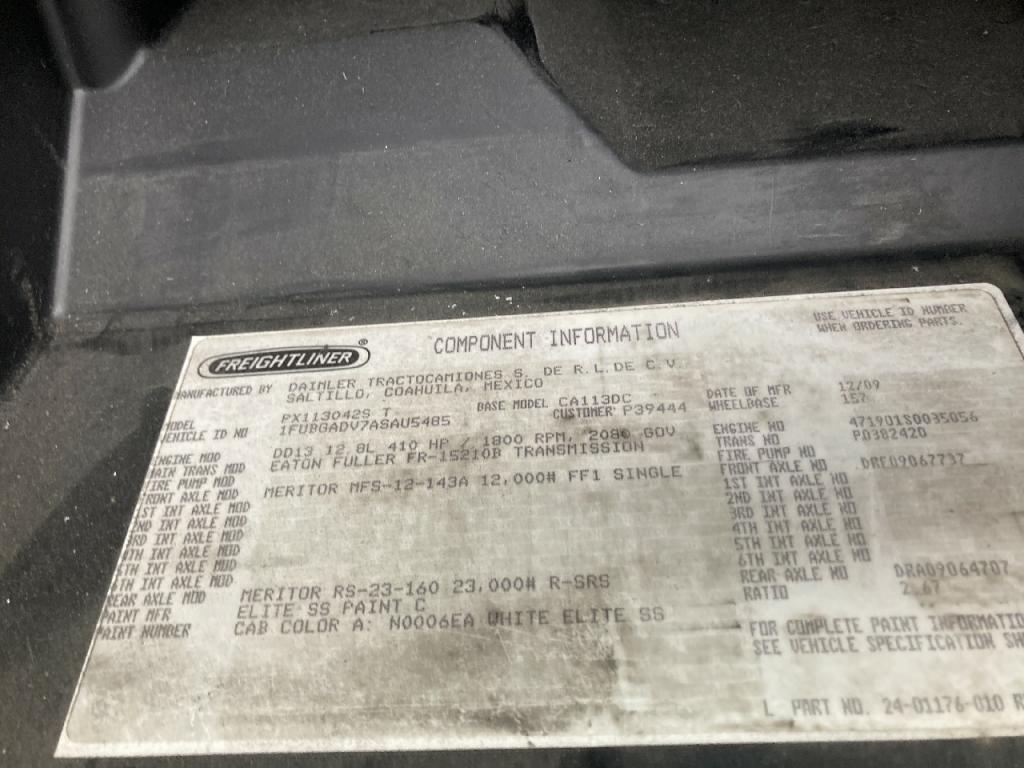 FREIGHTLINER®
COMPONENT INFORMATION
USE VEHICLE ID NUMBER
WHEN ORDERING PARTS.
MANUFACTURED BY DAIMLER TRACTOCAMIONES S. DE R.L.DE C.V.
SALTILLO, COAHUILA, MEXICO
DATE OF MFR 12/09
WHEELBASE 157
MODEL PX113042S T BASE MODEL CA113DC
VEHICLE ID NO 1FUBGADV7ASAU5485 CUSTOMER P39444
ENGINE NO 471901S0035056
TRANS NO P0382420
ENGINE MOD DD13 12.8L 410 HP / 1800 RPM, 2080 GOV
MAIN TRANS MOD EATON FULLER FR-15210B TRANSMISSION
FIRE PUMP MOD
FIRE PUMP NO
FRONT AXLE MOD MERITOR MFS-12-143A 12,000# FF1 SINGLE
FRONT AXLE NO DRE09067737
1ST INT AXLE MOD
1ST INT AXLE NO
2ND INT AXLE MOD
2ND INT AXLE NO
3RD INT AXLE MOD
3RD INT AXLE NO
4TH INT AXLE MOD
4TH INT AXLE NO
5TH INT AXLE MOD
5TH INT AXLE NO
6TH INT AXLE MOD
6TH INT AXLE NO
REAR AXLE MOD MERITOR RS-23-160 23,000# R-SRS
REAR AXLE NO DRA09064707
RATIO 2.67
PAINT MFR ELITE SS PAINT C
PAINT NUMBER CAB COLOR A: N0006EA WHITE ELITE SS
FOR COMPLETE PAINT INFORMATIO
SEE VEHICLE SPECIFICATION SH
L PART NO. 24-01176-010 R